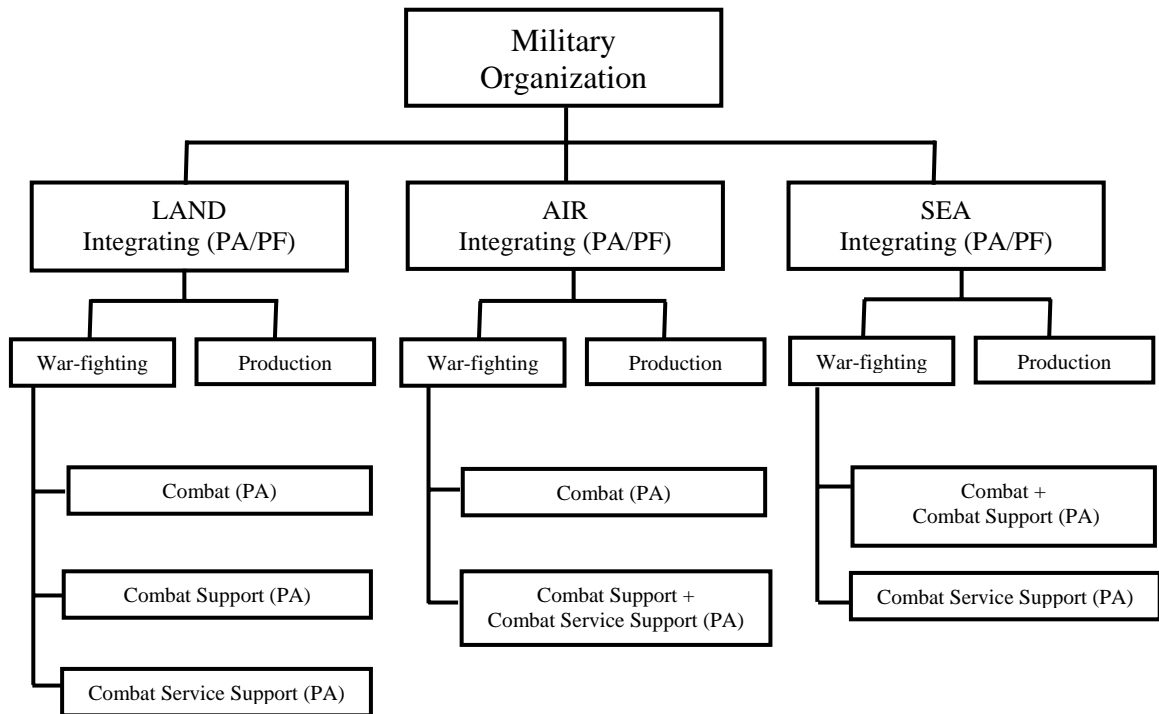 Military
Organization
LAND
Integrating (PA/PF)
AIR
Integrating (PA/PF)
SEA
Integrating (PA/PF)
War-fighting
Production
War-fighting
Production
War-fighting
Production
Combat (PA)
Combat Support (PA)
Combat Service Support (PA)
Combat (PA)
Combat Support +
Combat Service Support (PA)
Combat +
Combat Support (PA)
Combat Service Support (PA)